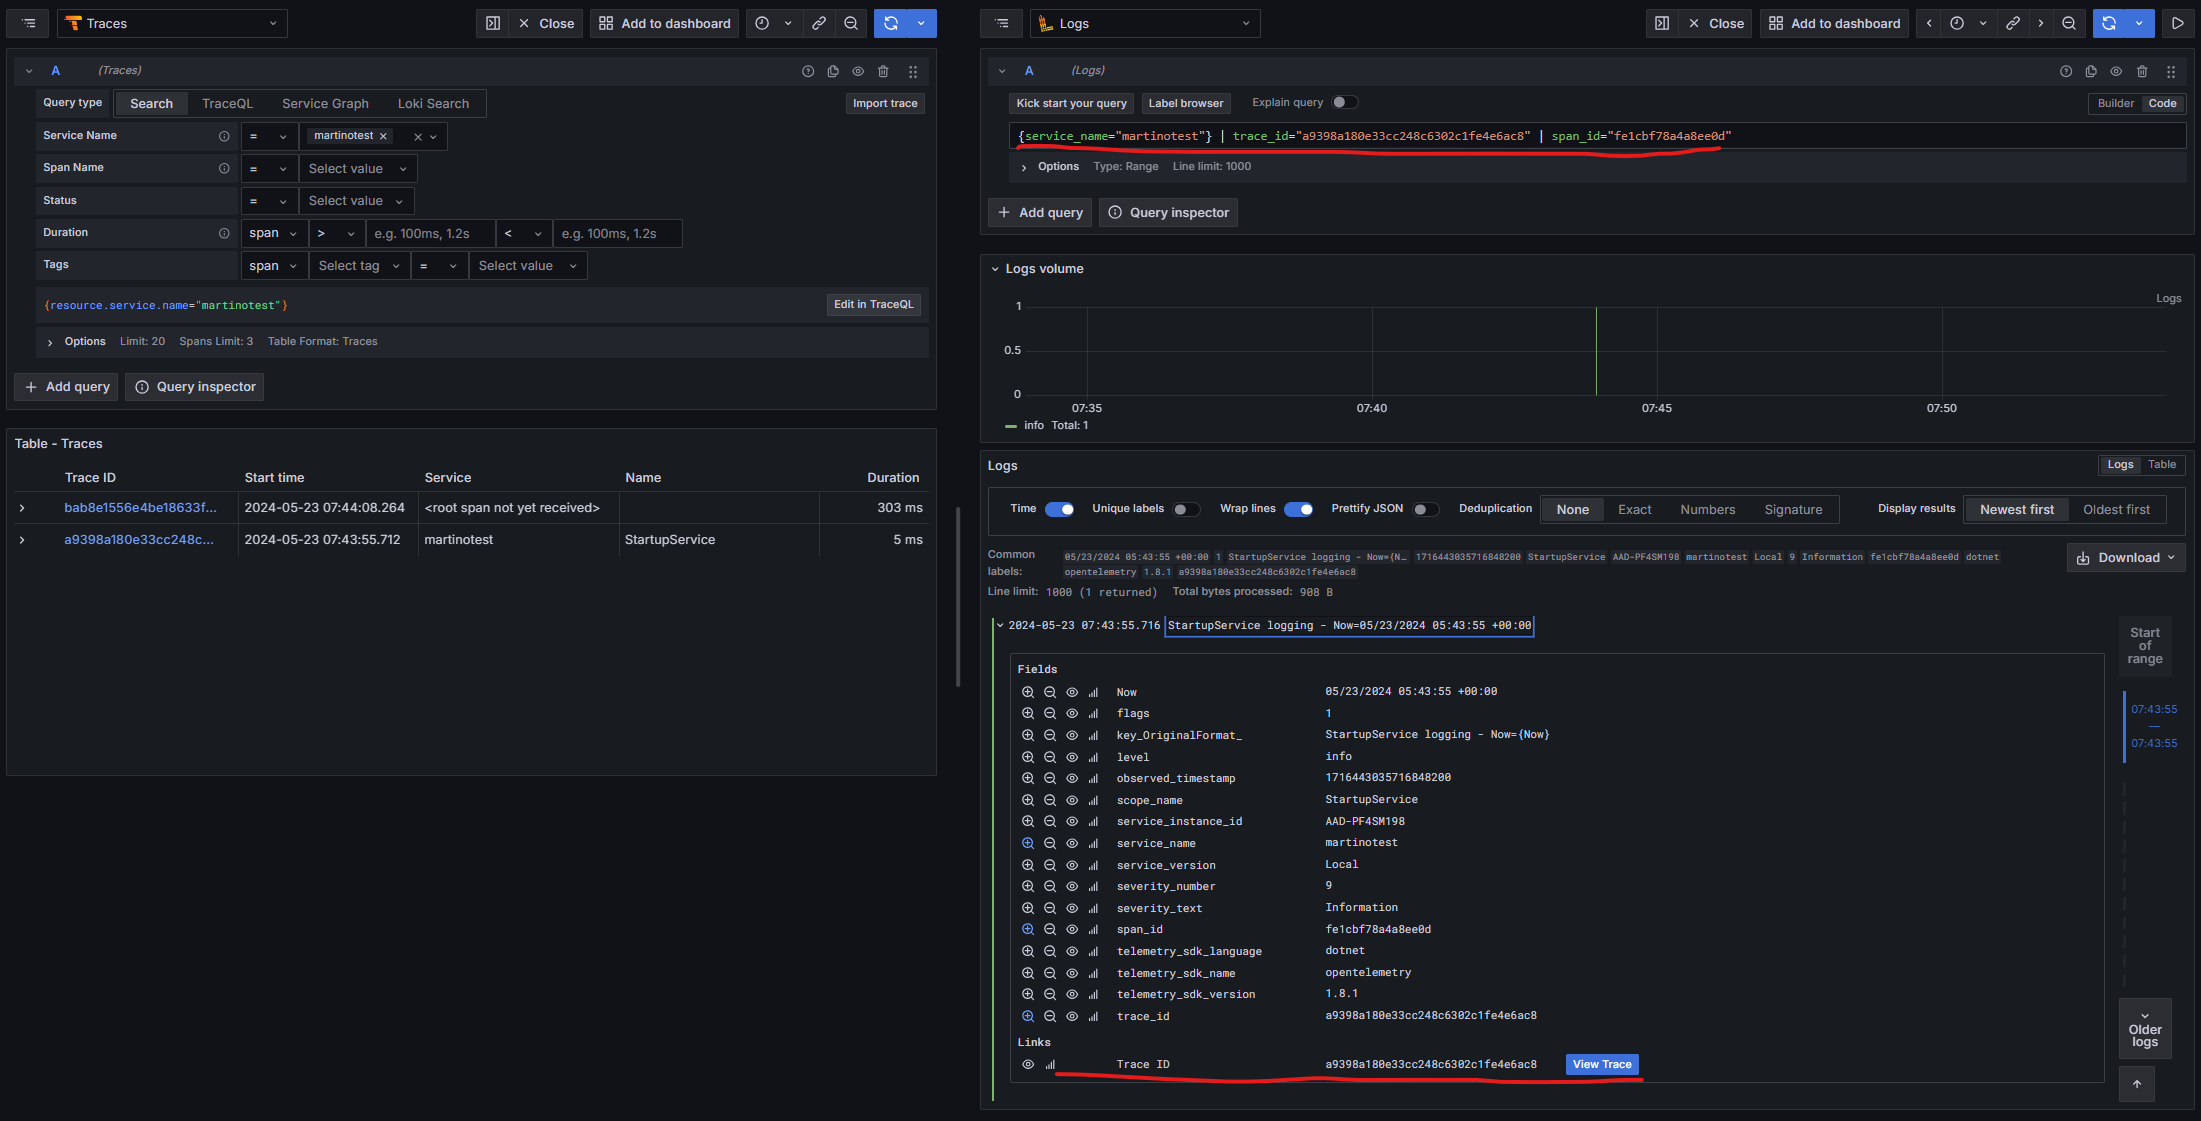 Traces
Close
Add to dashboard
A
(Traces)
Query type
Search
TraceQL
Service Graph
Loki Search
Import trace
Service Name
=
martinotest
Span Name
=
Select value
Status
=
Select value
Duration
span
>
e.g. 100ms, 1.2s
<
e.g. 100ms, 1.2s
Tags
span
Select tag
=
Select value
{resource.service.name="martinotest"}
Edit in TraceQL
Options
Limit: 20
Spans Limit: 3
Table Format: Traces
Add query
Query inspector
Table - Traces
Trace ID
Start time
Service
Name
Duration
bab8e1556e4be18633f...
2024-05-23 07:44:08.264
<root span not yet received>
303 ms
a9398a180e33cc248c...
2024-05-23 07:43:55.712
martinotest
StartupService
5 ms
Logs
Close
Add to dashboard
A
(Logs)
Kick start your query
Label browser
Explain query
Builder
Code
{service_name="martinotest"} | trace_id="a9398a180e33cc248c6302c1fe4e6ac8" | span_id="fe1cbf78a4a8ee0d"
Options
Type: Range
Line limit: 1000
Add query
Query inspector
Logs volume
Logs
1
0.5
0
07:35
07:40
07:45
07:50
info Total: 1
Logs
Logs
Table
Time
Unique labels
Wrap lines
Prettify JSON
Deduplication
None
Exact
Numbers
Signature
Display results
Newest first
Oldest first
Common labels:
05/23/2024 05:43:55 +00:00 1 StartupService logging - Now={N… 1716443035716848200 StartupService AAD-PF4SM198 martinotest Local 9 Information fe1cbf78a4a8ee0d dotnet
opentelemetry 1.8.1 a9398a180e33cc248c6302c1fe4e6ac8
Download
Line limit: 1000 (1 returned)
Total bytes processed: 908 B
2024-05-23 07:43:55.716 StartupService logging - Now=05/23/2024 05:43:55 +00:00
Fields
Now 05/23/2024 05:43:55 +00:00
flags 1
key_OriginalFormat_ StartupService logging - Now={Now}
level info
observed_timestamp 1716443035716848200
scope_name StartupService
service_instance_id AAD-PF4SM198
service_name martinotest
service_version Local
severity_number 9
severity_text Information
span_id fe1cbf78a4a8ee0d
telemetry_sdk_language dotnet
telemetry_sdk_name opentelemetry
telemetry_sdk_version 1.8.1
trace_id a9398a180e33cc248c6302c1fe4e6ac8
Links
Trace ID a9398a180e33cc248c6302c1fe4e6ac8 View Trace
Start
of
range
07:43:55
—
07:43:55
Older
logs